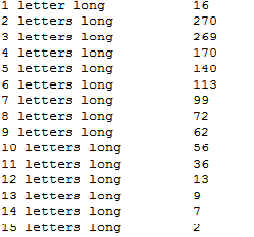 1 letter long 16
2 letters long 270
3 letters long 269
4 letters long 170
5 letters long 140
6 letters long 113
7 letters long 99
8 letters long 72
9 letters long 62
10 letters long 56
11 letters long 36
12 letters long 13
13 letters long 9
14 letters long 7
15 letters long 2